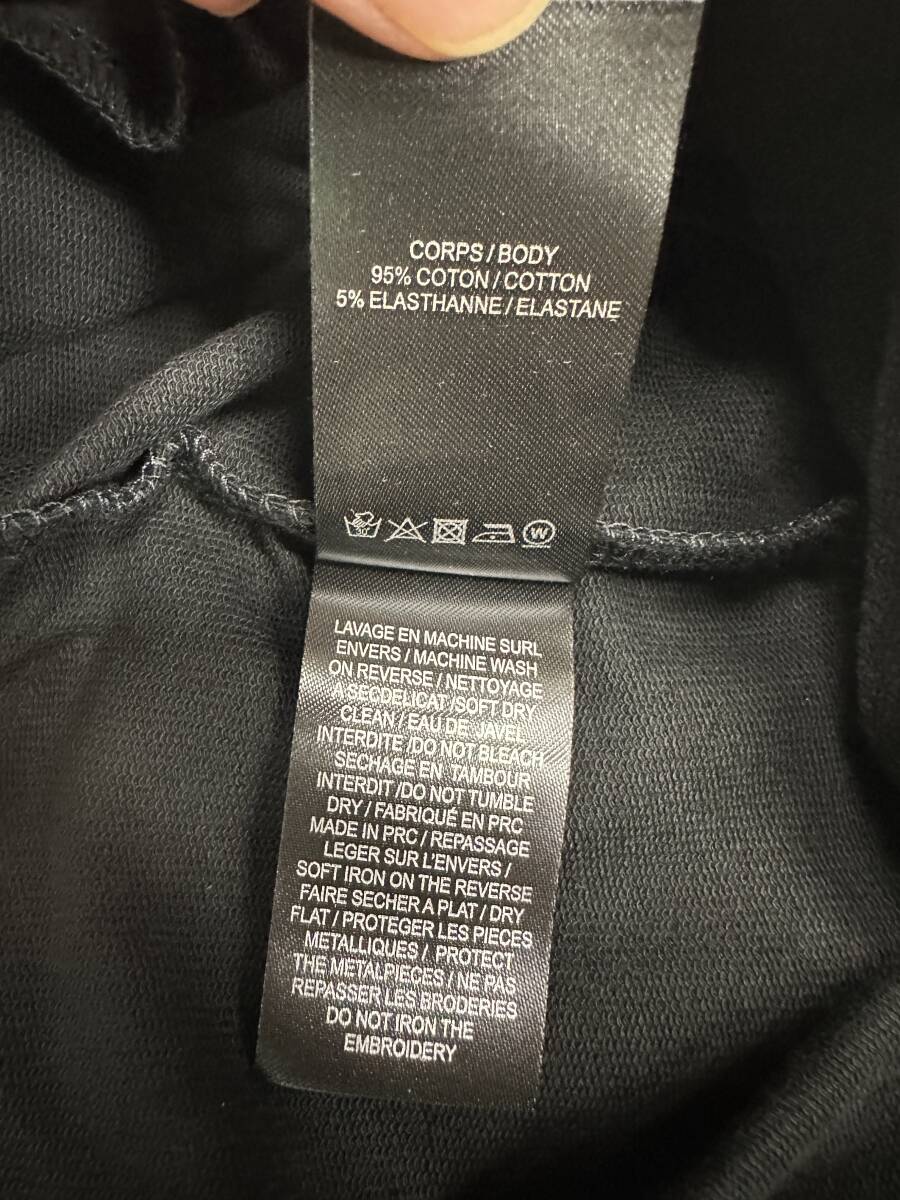 CORPS / BODY
95% COTON / COTTON
5% ELASTHANNE / ELASTANE
30°
W
LAVAGE EN MACHINE SURL
ENVERS / MACHINE WASH
ON REVERSE / NETTOYAGE
A SECDELICAT /SOFT DRY
CLEAN / EAU DE JAVEL
INTERDITE /DO NOT BLEACH
SECHAGE EN TAMBOUR
INTERDIT /DO NOT TUMBLE
DRY / FABRIQUÉ EN PRC
MADE IN PRC / REPASSAGE
LEGER SUR L'ENVERS /
SOFT IRON ON THE REVERSE
FAIRE SECHER A PLAT / DRY
FLAT / PROTEGER LES PIECES
METALLIQUES / PROTECT
THE METALPIECES / NE PAS
REPASSER LES BRODERIES
DO NOT IRON THE
EMBROIDERY